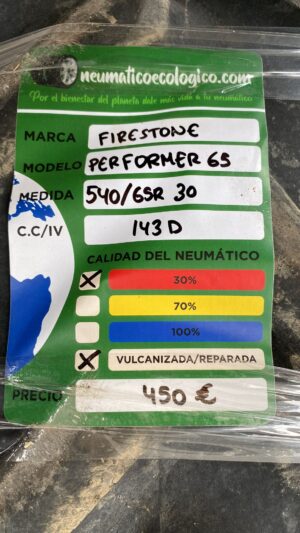 neumaticoecologico.com
Por el bienestar del planeta dale más vida a tu neumático
MARCA FIRESTONE
MODELO PERFORMER 65
MEDIDA 540/65R 30
C.C/IV 143D
CALIDAD DEL NEUMÁTICO
X 30%
70%
100%
X VULCANIZADA/REPARADA
PRECIO 450 €